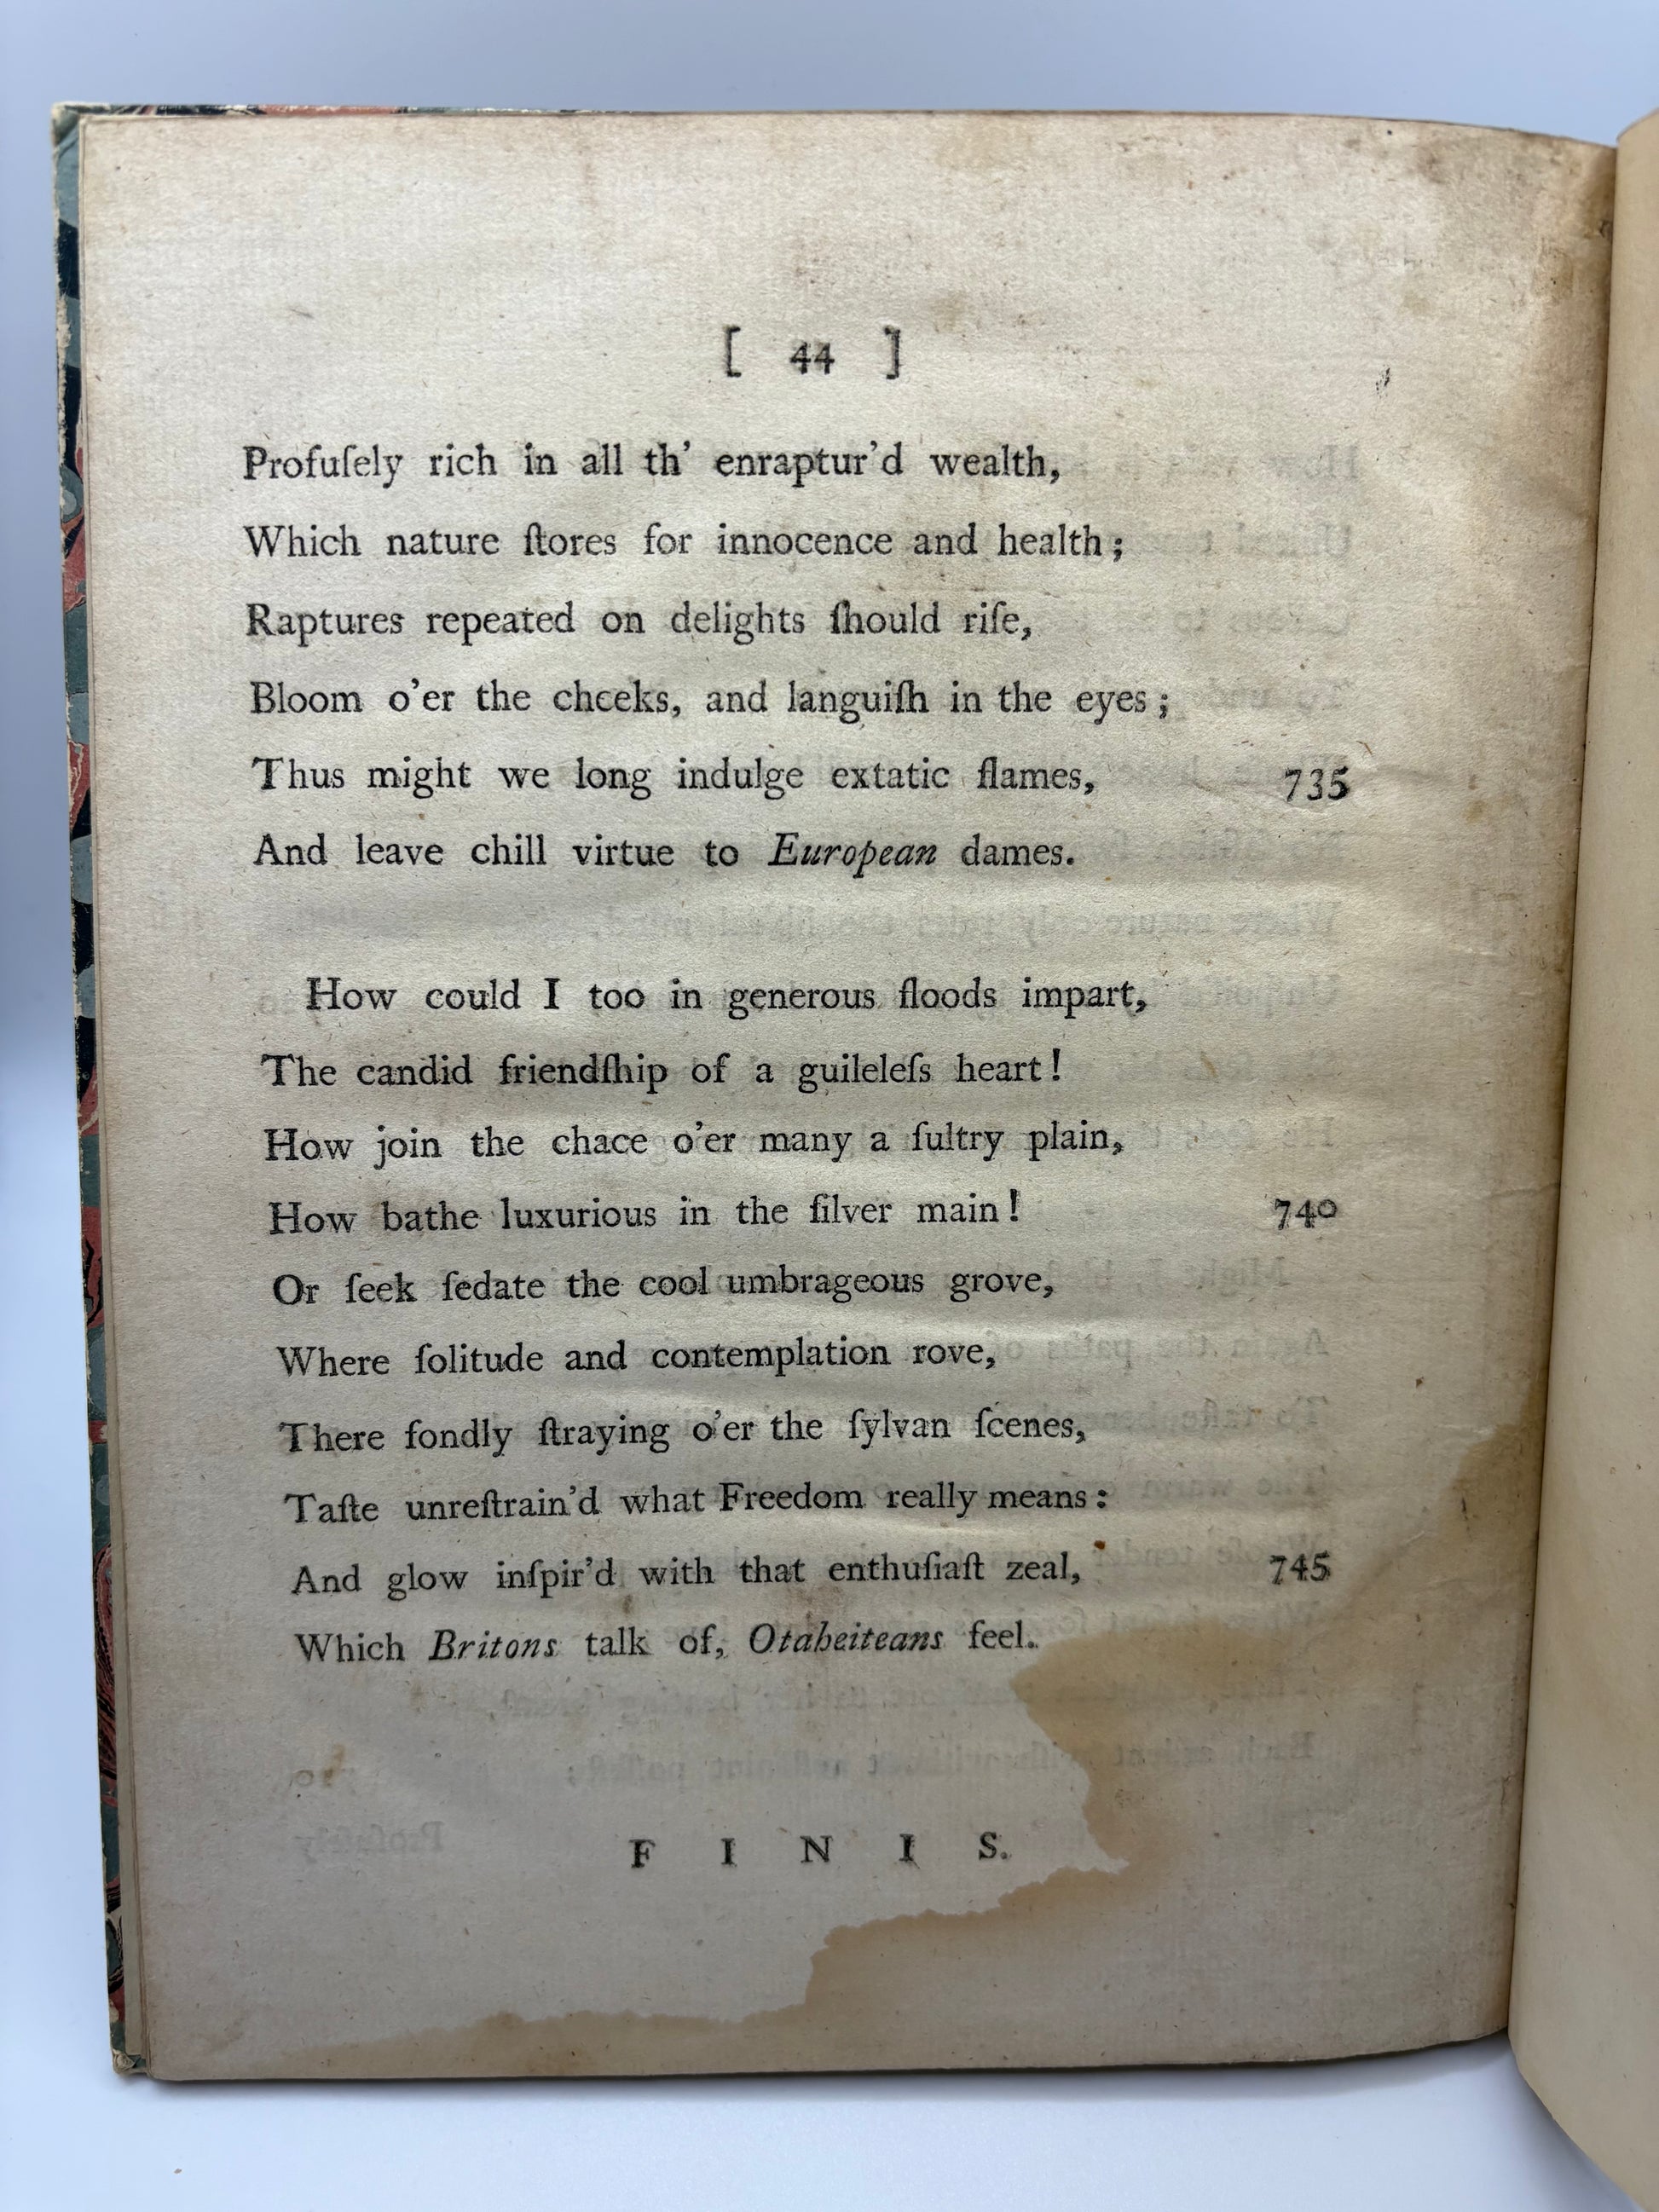 [ 44 ]
Profuſely rich in all th' enraptur'd wealth,
Which nature ſtores for innocence and health;
Raptures repeated on delights ſhould riſe,
Bloom o'er the cheeks, and languiſh in the eyes;
Thus might we long indulge extatic flames, 735
And leave chill virtue to European dames.
How could I too in generous floods impart,
The candid friendſhip of a guileleſs heart!
How join the chace o'er many a ſultry plain,
How bathe luxurious in the ſilver main! 740
Or ſeek ſedate the cool umbrageous grove,
Where ſolitude and contemplation rove,
There fondly ſtraying o'er the ſylvan ſcenes,
Taſte unreſtrain'd what Freedom really means:
And glow inſpir'd with that enthuſiaſt zeal, 745
Which Britons talk of, Otaheiteans feel.
F I N I S.